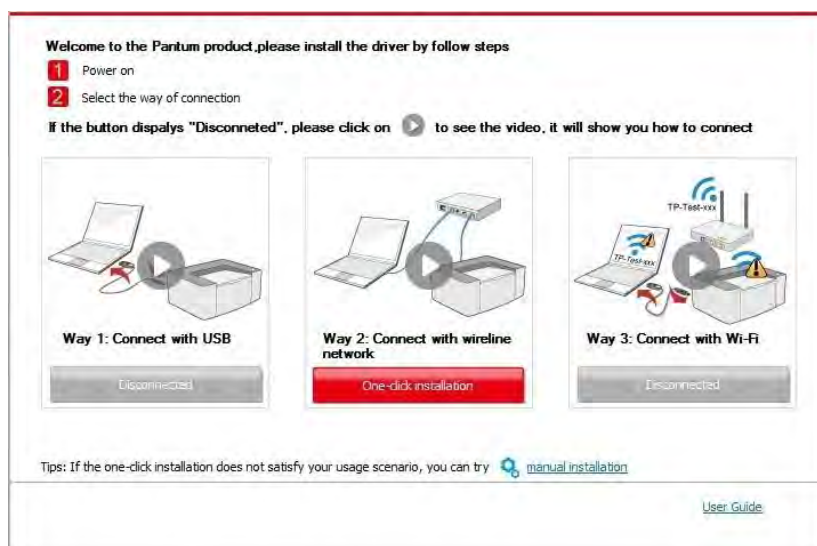 Welcome to the Pantum product,please install the driver by follow steps
1 Power on
2 Select the way of connection
If the button dispalys "Disconneted", please click on to see the video, it will show you how to connect
TP-Test-xxx
TP-Test-xxx
Way 1: Connect with USB
Way 2: Connect with wireline
network
Way 3: Connect with Wi-Fi
Disconnected
One-click installation
Disconnected
Tips: If the one-click installation does not satisfy your usage scenario, you can try manual installation
User Guide